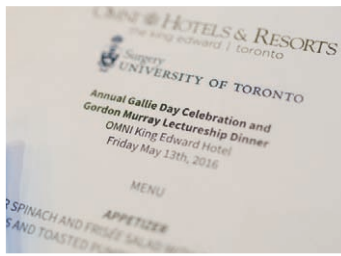 OMNI HOTELS & RESORTS
the king edward | toronto
Surgery
UNIVERSITY OF TORONTO
Annual Gallie Day Celebration and
Gordon Murray Lectureship Dinner
OMNI King Edward Hotel
Friday May 13th, 2016
MENU
APPETIZER
SPINACH AND FRISÉE SALAD
AND TOASTED